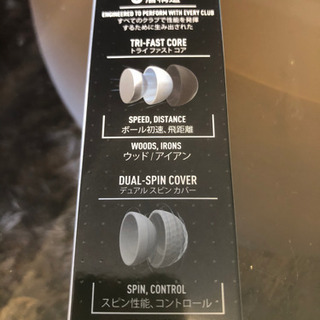 層構造
ENGINEERED TO PERFORM WITH EVERY CLUB
すべてのクラブで性能を発揮
するために生み出された
TRI-FAST CORE
トライ ファスト コア
SPEED, DISTANCE
ボール初速、飛距離
WOODS, IRONS
ウッド / アイアン
DUAL-SPIN COVER
デュアル スピン カバー
SPIN, CONTROL
スピン性能、コントロール